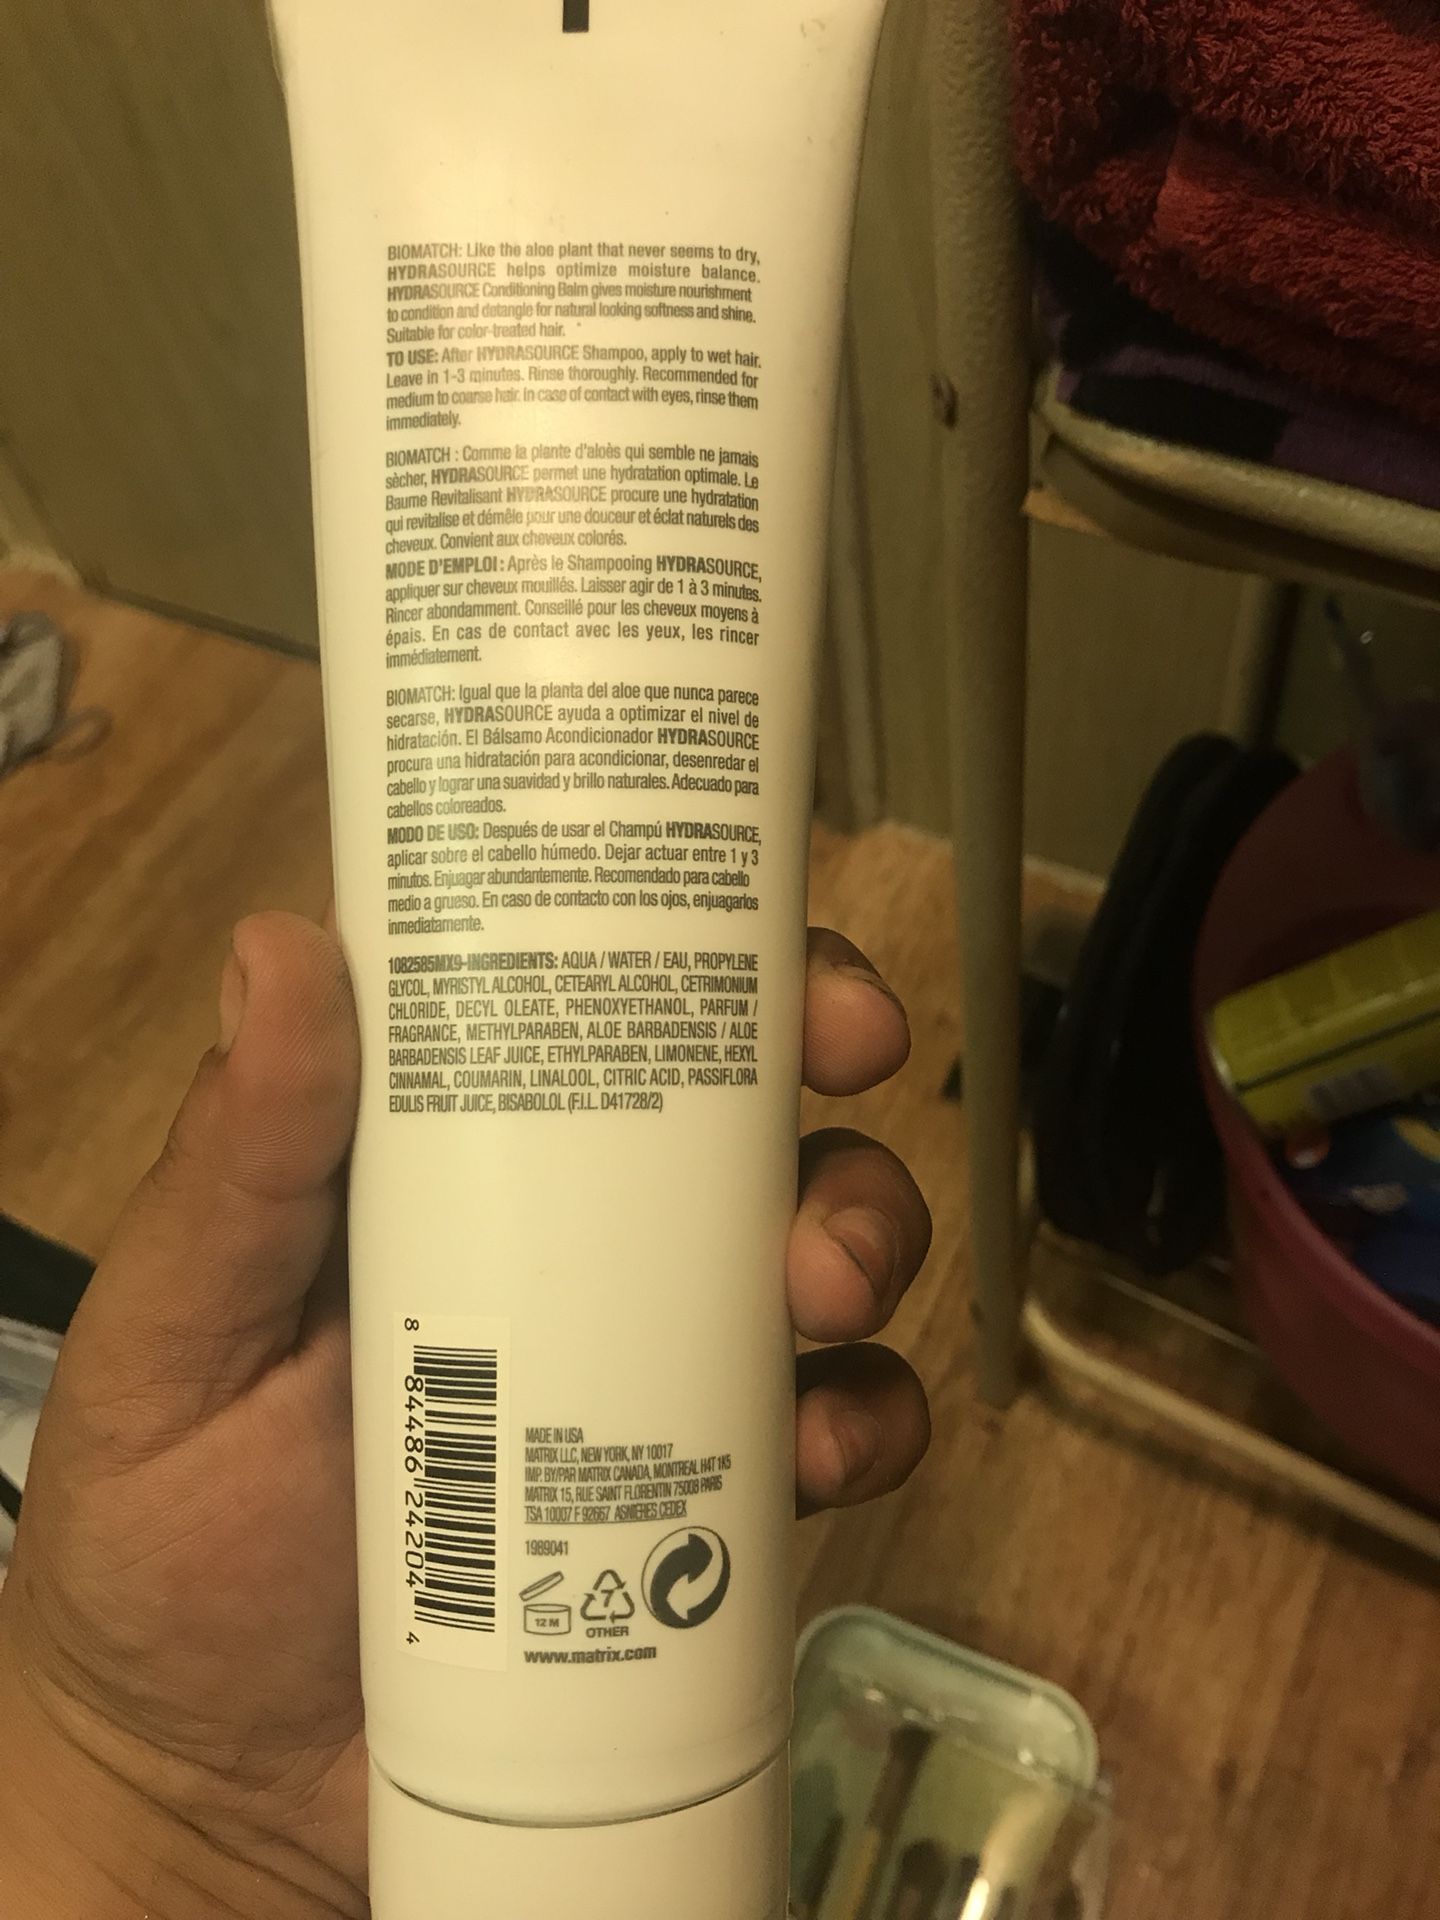 BIOMATCH: Like the aloe plant that never seems to dry,
HYDRASOURCE helps optimize moisture balance.
HYDRASOURCE Conditioning Balm gives moisture nourishment
to condition and detangle for natural looking softness and shine.
Suitable for color-treated hair.
TO USE: After HYDRASOURCE Shampoo, apply to wet hair.
Leave in 1-3 minutes. Rinse thoroughly. Recommended for
medium to coarse hair. In case of contact with eyes, rinse them
immediately.
BIOMATCH : Comme la plante d'aloès qui semble ne jamais
sècher, HYDRASOURCE permet une hydratation optimale. Le
Baume Revitalisant HYDRASOURCE procure une hydratation
qui revitalise et démêle pour une douceur et éclat naturels des
cheveux. Convient aux cheveux colorés.
MODE D'EMPLOI : Après le Shampooing HYDRASOURCE,
appliquer sur cheveux mouillés. Laisser agir de 1 à 3 minutes.
Rincer abondamment. Conseillé pour les cheveux moyens à
épais. En cas de contact avec les yeux, les rincer
immédiatement.
BIOMATCH: Igual que la planta del aloe que nunca parece
secarse, HYDRASOURCE ayuda a optimizar el nivel de
hidratación. El Bálsamo Acondicionador HYDRASOURCE
procura una hidratación para acondicionar, desenredar el
cabello y lograr una suavidad y brillo naturales. Adecuado para
cabellos coloreados.
MODO DE USO: Después de usar el Champú HYDRASOURCE,
aplicar sobre el cabello húmedo. Dejar actuar entre 1 y 3
minutos. Enjuagar abundantemente. Recomendado para cabello
medio a grueso. En caso de contacto con los ojos, enjuagarlos
inmediatamente.
1082585MX9-INGREDIENTS: AQUA / WATER / EAU, PROPYLENE
GLYCOL, MYRISTYL ALCOHOL, CETEARYL ALCOHOL, CETRIMONIUM
CHLORIDE, DECYL OLEATE, PHENOXYETHANOL, PARFUM /
FRAGRANCE, METHYLPARABEN, ALOE BARBADENSIS / ALOE
BARBADENSIS LEAF JUICE, ETHYLPARABEN, LIMONENE, HEXYL
CINNAMAL, COUMARIN, LINALOOL, CITRIC ACID, PASSIFLORA
EDULIS FRUIT JUICE, BISABOLOL (F.I.L. D41728/2)
8 84486 24204 4
MADE IN USA
MATRIX LLC, NEW YORK, NY 10017
IMP. BY/PAR MATRIX CANADA, MONTREAL H4T 1K5
MATRIX 15, RUE SAINT FLORENTIN 75008 PARIS
TSA 10007 F 92667 ASNIERES CEDEX
1989041
12 M
7
OTHER
www.matrix.com